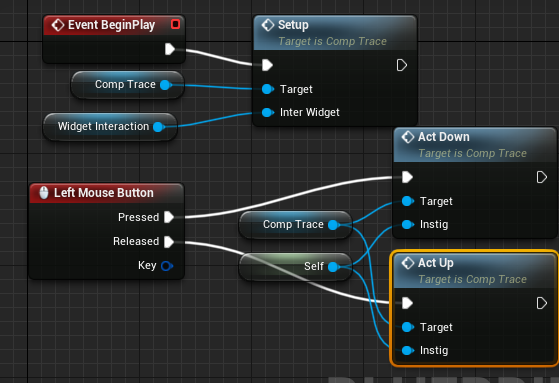 Event BeginPlay
Setup
Target is Comp Trace
Comp Trace
Target
Widget Interaction
Inter Widget
Act Down
Target is Comp Trace
Left Mouse Button
Pressed
Target
Comp Trace
Instig
Released
Act Up
Key
Self
Target is Comp Trace
Target
Instig